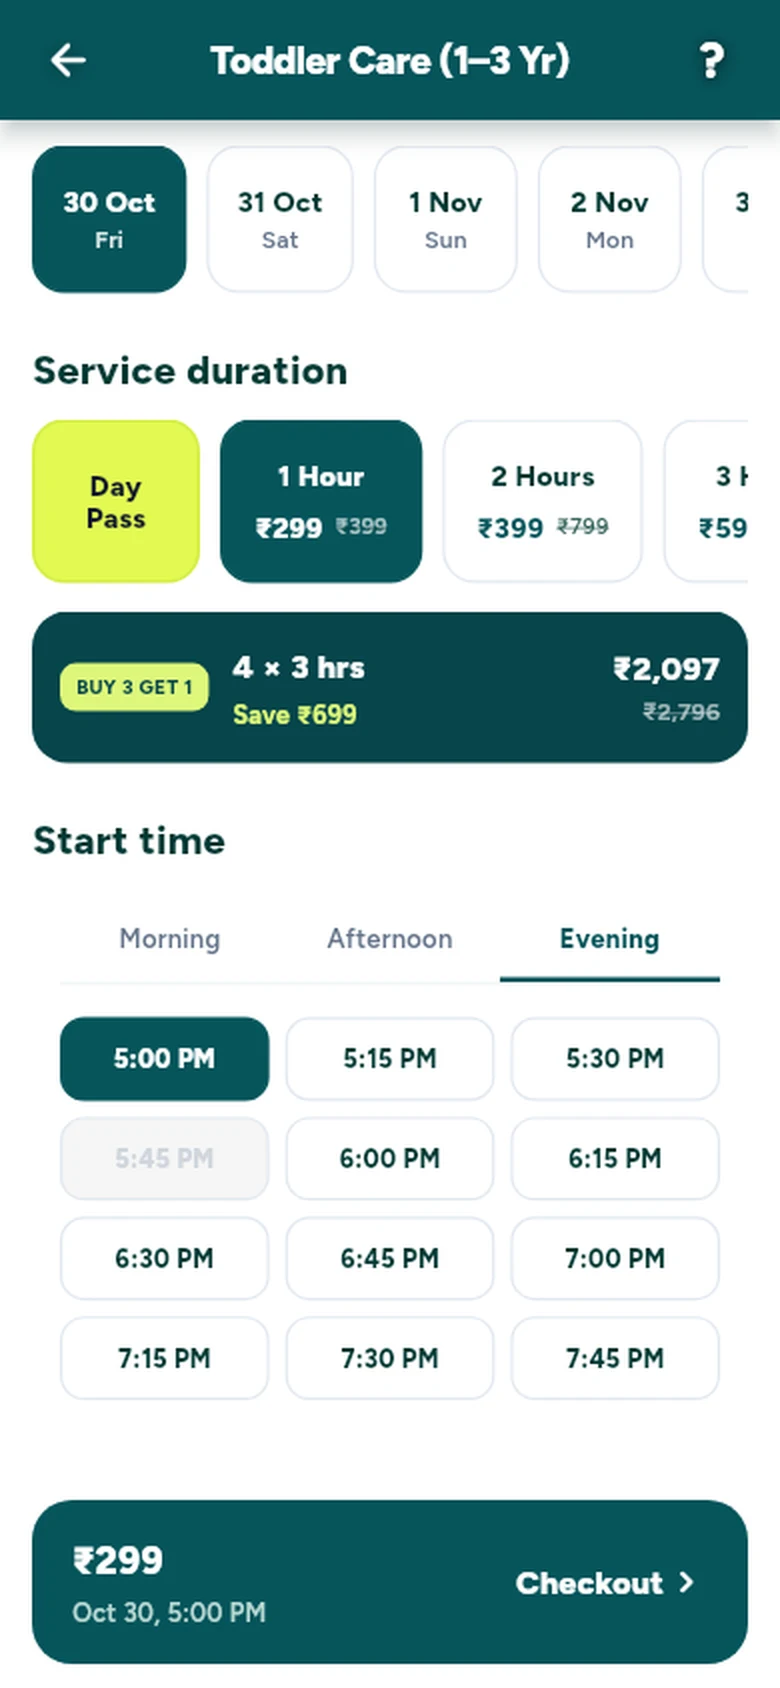 Toddler Care (1–3 Yr) ?
30 Oct 31 Oct 1 Nov 2 Nov 3
Fri Sat Sun Mon
Service duration
Day
Pass
1 Hour
₹299 ₹399
2 Hours
₹399 ₹799
3 H
₹59
BUY 3 GET 1
4 × 3 hrs
Save ₹699
₹2,097
₹2,796
Start time
Morning Afternoon Evening
5:00 PM 5:15 PM 5:30 PM
5:45 PM 6:00 PM 6:15 PM
6:30 PM 6:45 PM 7:00 PM
7:15 PM 7:30 PM 7:45 PM
₹299
Oct 30, 5:00 PM
Checkout